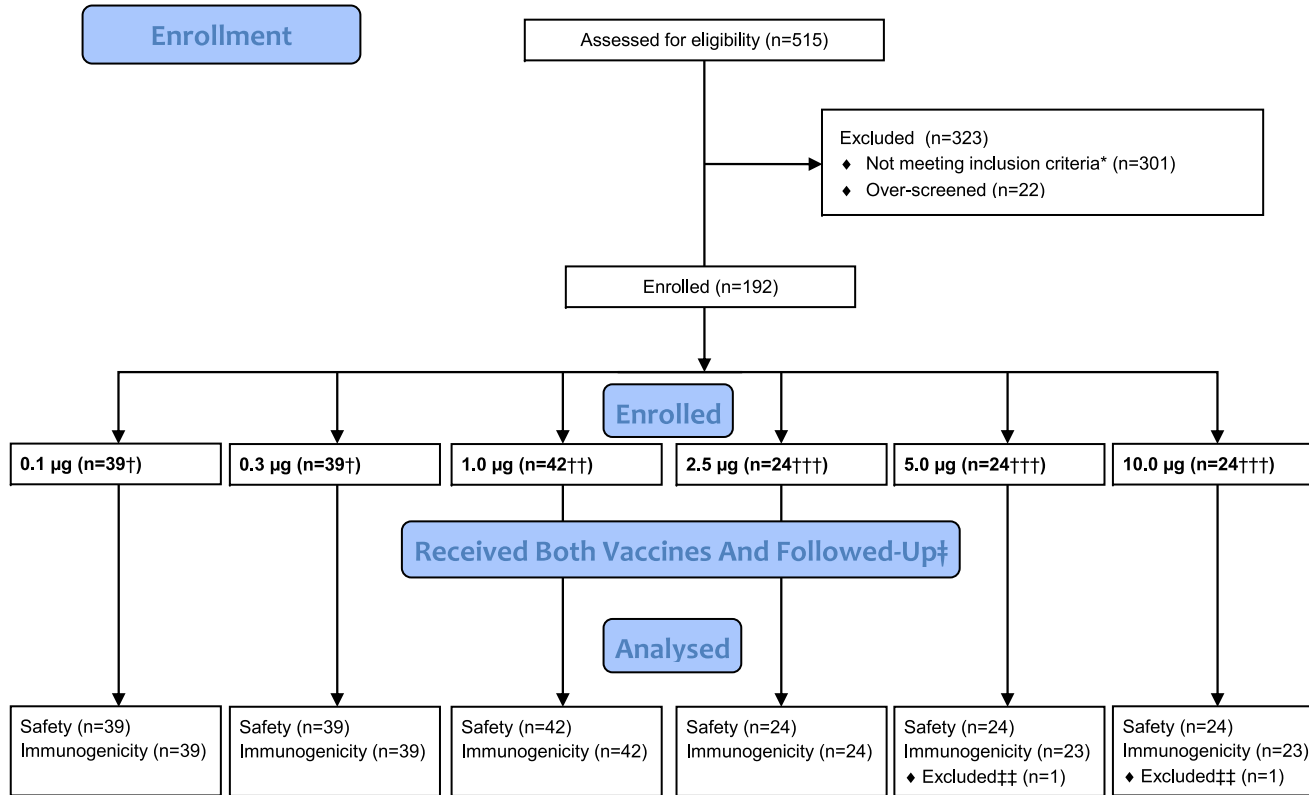 Enrollment
Assessed for eligibility (n=515)
Excluded (n=323)
♦ Not meeting inclusion criteria* (n=301)
♦ Over-screened (n=22)
Enrolled (n=192)
Enrolled
0.1 µg (n=39†)
0.3 µg (n=39†)
1.0 µg (n=42††)
2.5 µg (n=24†††)
5.0 µg (n=24†††)
10.0 µg (n=24†††)
Received Both Vaccines And Followed-Up‡
Analysed
Safety (n=39)
Immunogenicity (n=39)
Safety (n=39)
Immunogenicity (n=39)
Safety (n=42)
Immunogenicity (n=42)
Safety (n=24)
Immunogenicity (n=24)
Safety (n=24)
Immunogenicity (n=23)
♦ Excluded‡‡ (n=1)
Safety (n=24)
Immunogenicity (n=23)
♦ Excluded‡‡ (n=1)